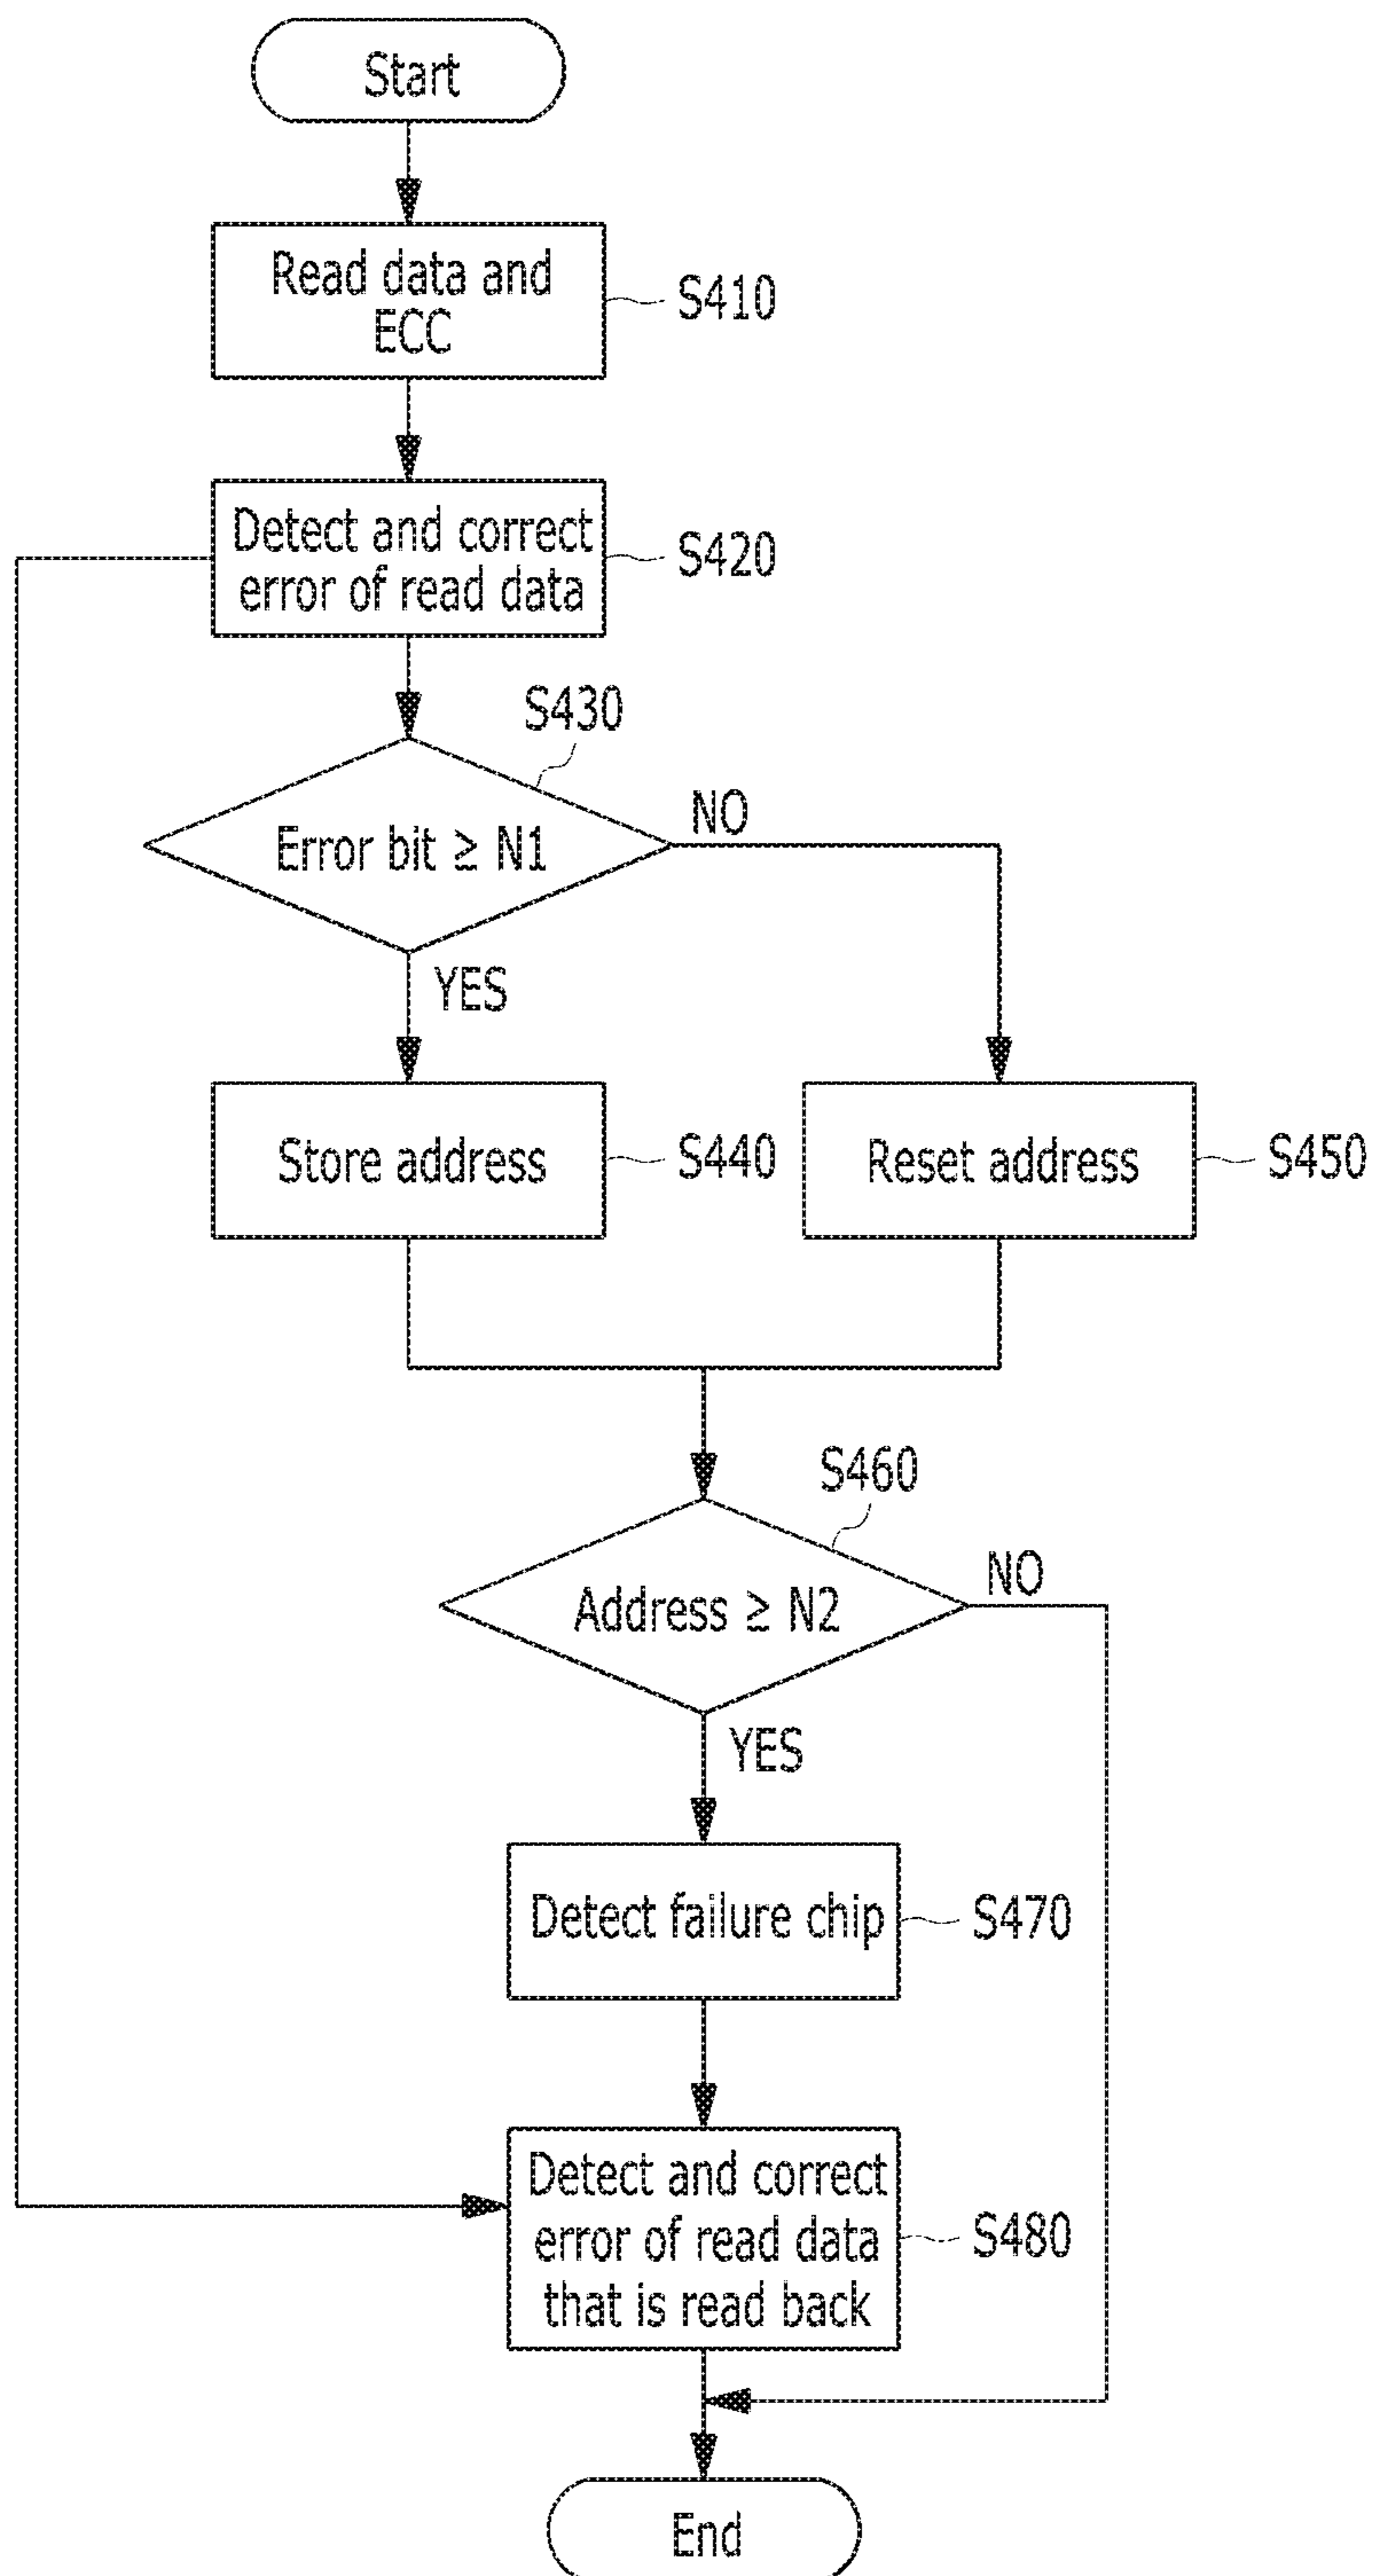 Start
Read data and
ECC
S410
Detect and correct
error of read data
S420
S430
Error bit ≥ N1
NO
YES
Store address
S440
Reset address
S450
S460
Address ≥ N2
NO
YES
Detect failure chip
S470
Detect and correct
error of read data
that is read back
S480
End